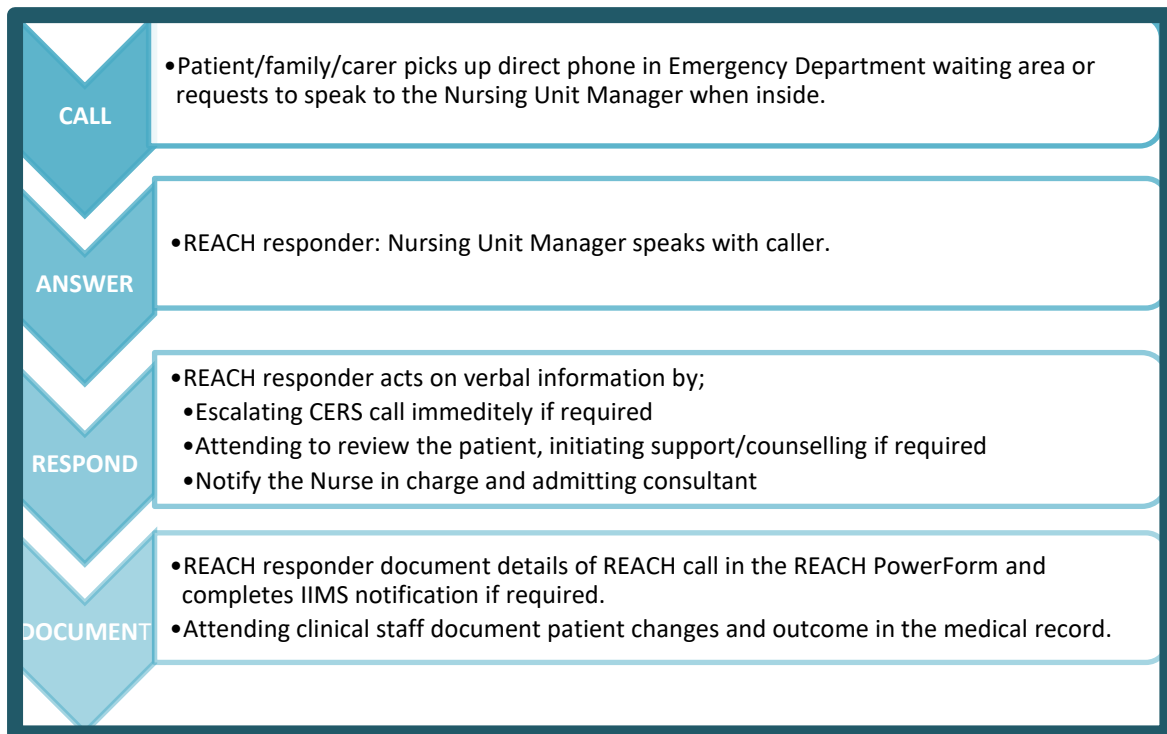 CALL
•Patient/family/carer picks up direct phone in Emergency Department waiting area or
requests to speak to the Nursing Unit Manager when inside.
ANSWER
•REACH responder: Nursing Unit Manager speaks with caller.
RESPOND
•REACH responder acts on verbal information by;
•Escalating CERS call immeditely if required
•Attending to review the patient, initiating support/counselling if required
•Notify the Nurse in charge and admitting consultant
DOCUMENT
•REACH responder document details of REACH call in the REACH PowerForm and
completes IIMS notification if required.
•Attending clinical staff document patient changes and outcome in the medical record.